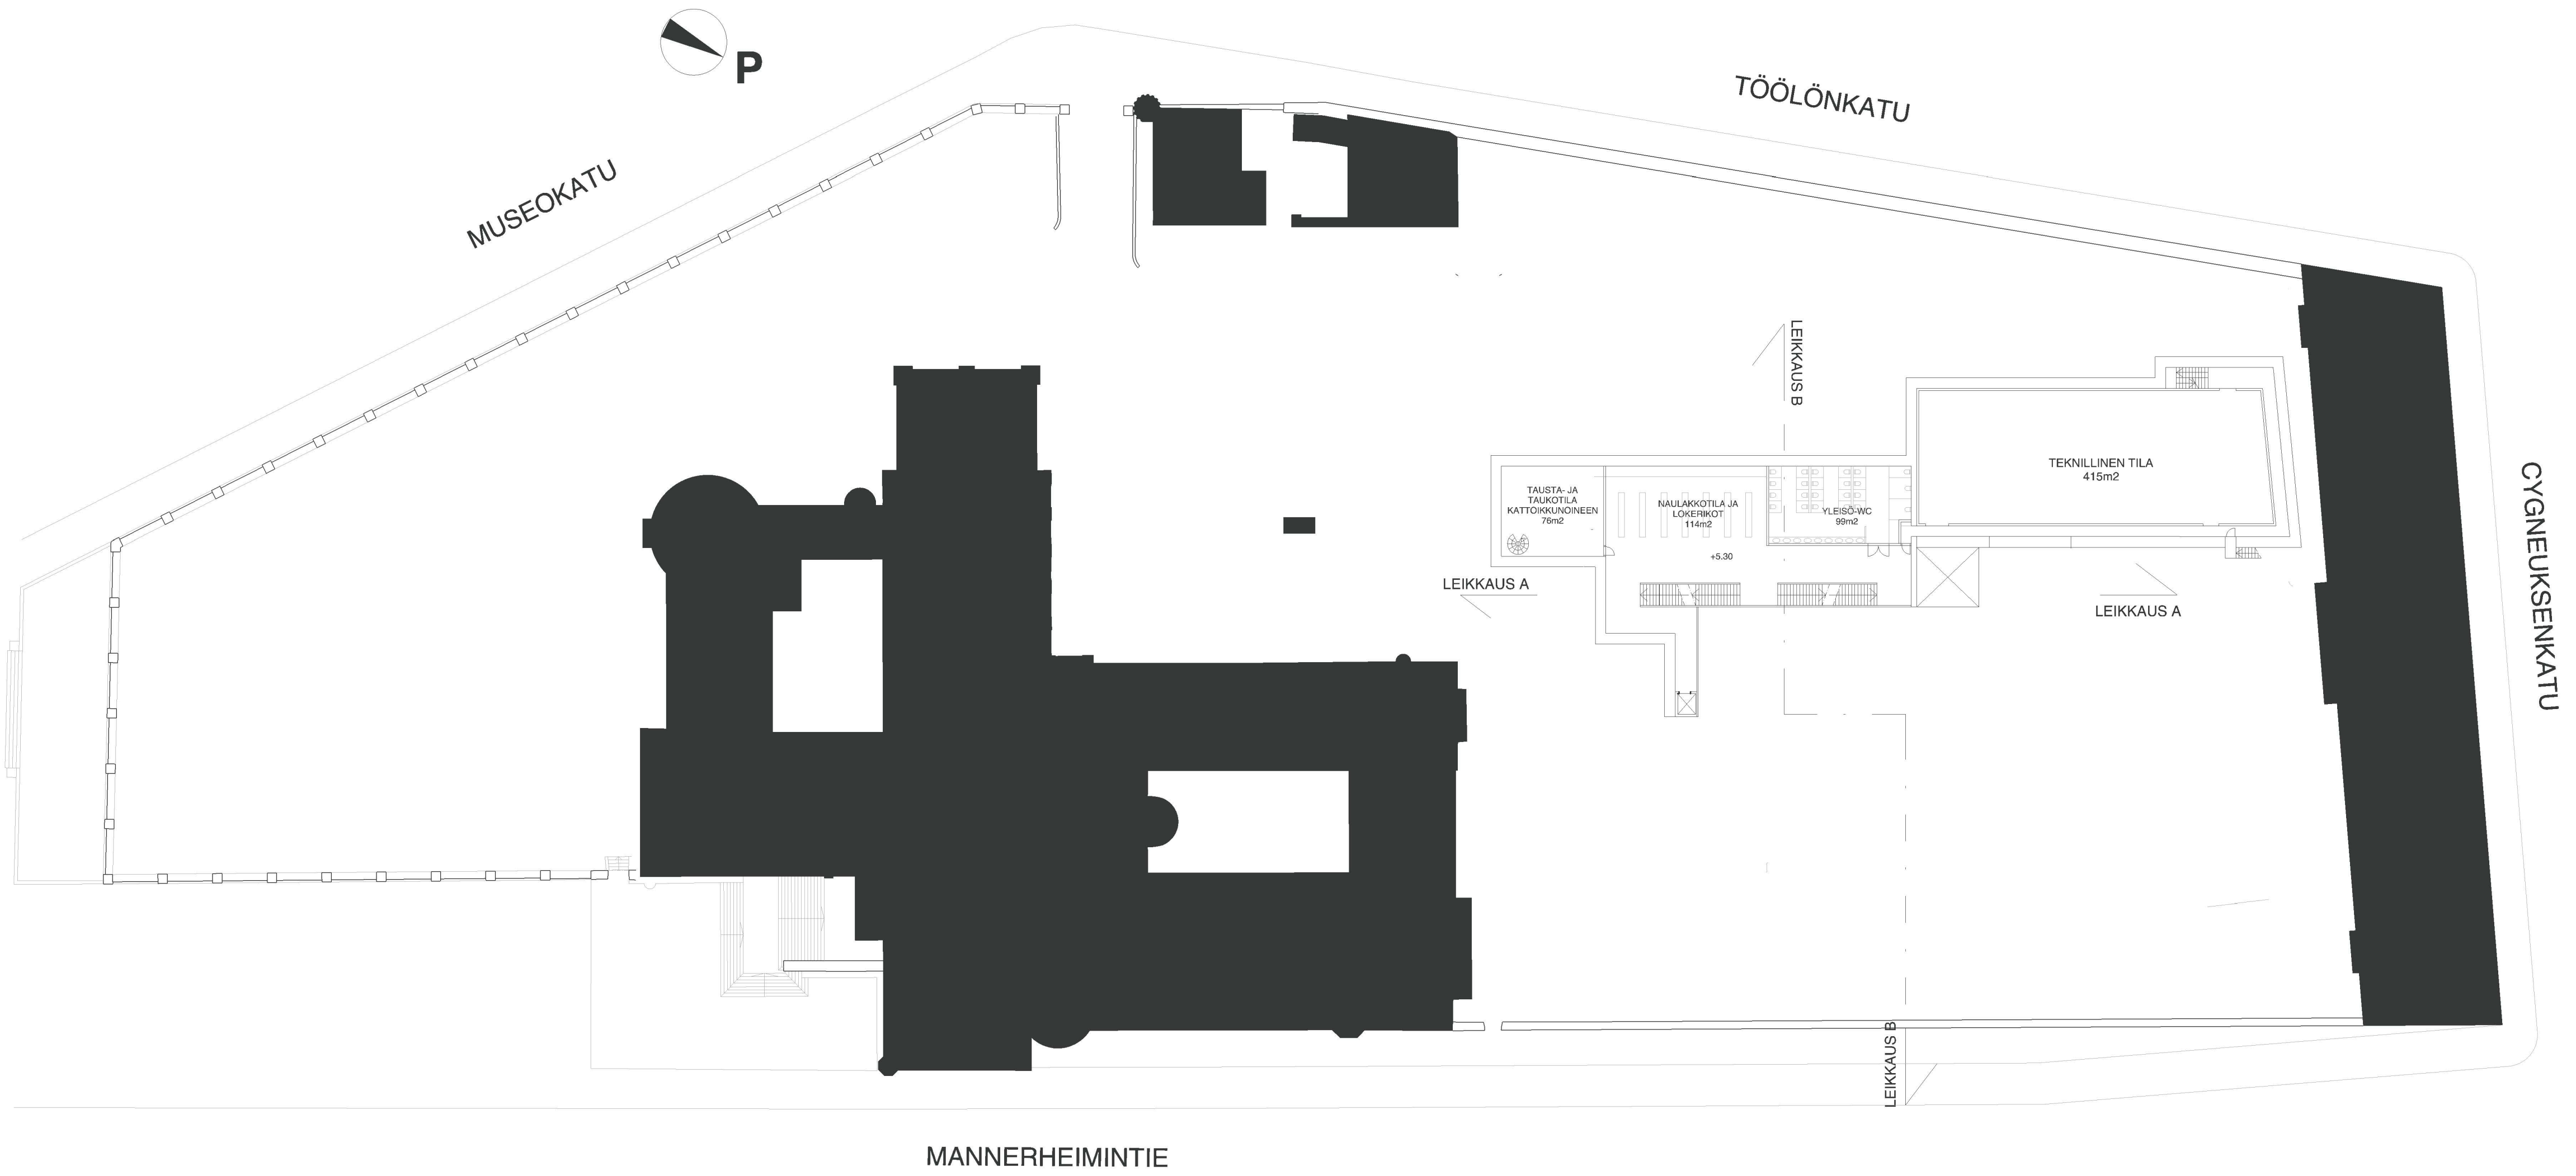 P
TÖÖLÖNKATU
MUSEOKATU
LEIKKAUS B
CYGNEUKSENKATU
TEKNILLINEN TILA
415m2
TAUSTA- JA
TAUKOTILA
KATTOIKKUNOINEEN
76m2
NAULAKKOTILA JA
LOKERIKOT
114m2
YLEISÖ-WC
99m2
+5.30
LEIKKAUS A
LEIKKAUS A
LEIKKAUS B
MANNERHEIMINTIE